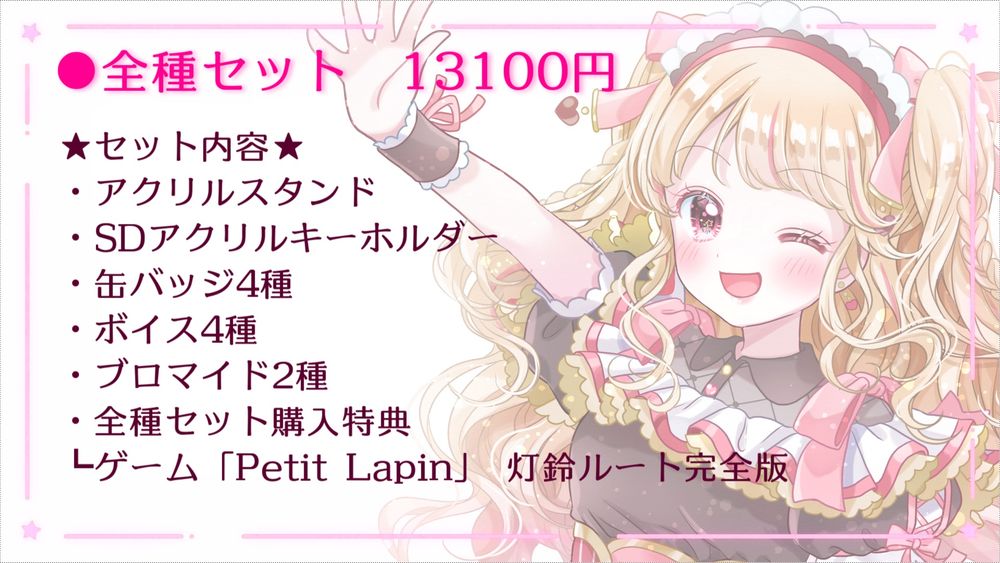 ●全種セット　13100円
★セット内容★
・アクリルスタンド
・SDアクリルキーホルダー
・缶バッジ4種
・ボイス4種
・ブロマイド2種
・全種セット購入特典
┗ゲーム「Petit Lapin」 灯鈴ルート完全版